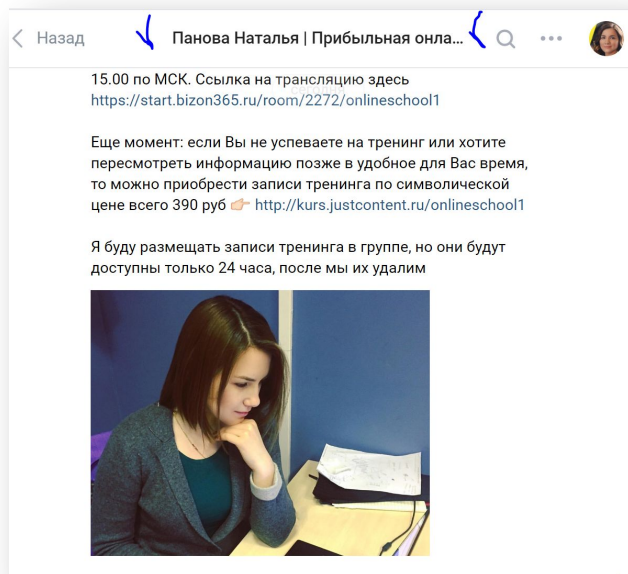 Назад
Панова Наталья | Прибыльная онла...
15.00 по МСК. Ссылка на трансляцию здесь
https://start.bizon365.ru/room/2272/onlineschool1
Еще момент: если Вы не успеваете на тренинг или хотите
пересмотреть информацию позже в удобное для Вас время,
то можно приобрести записи тренинга по символической
цене всего 390 руб 👉🏻 http://kurs.justcontent.ru/onlineschool1
Я буду размещать записи тренинга в группе, но они будут
доступны только 24 часа, после мы их удалим